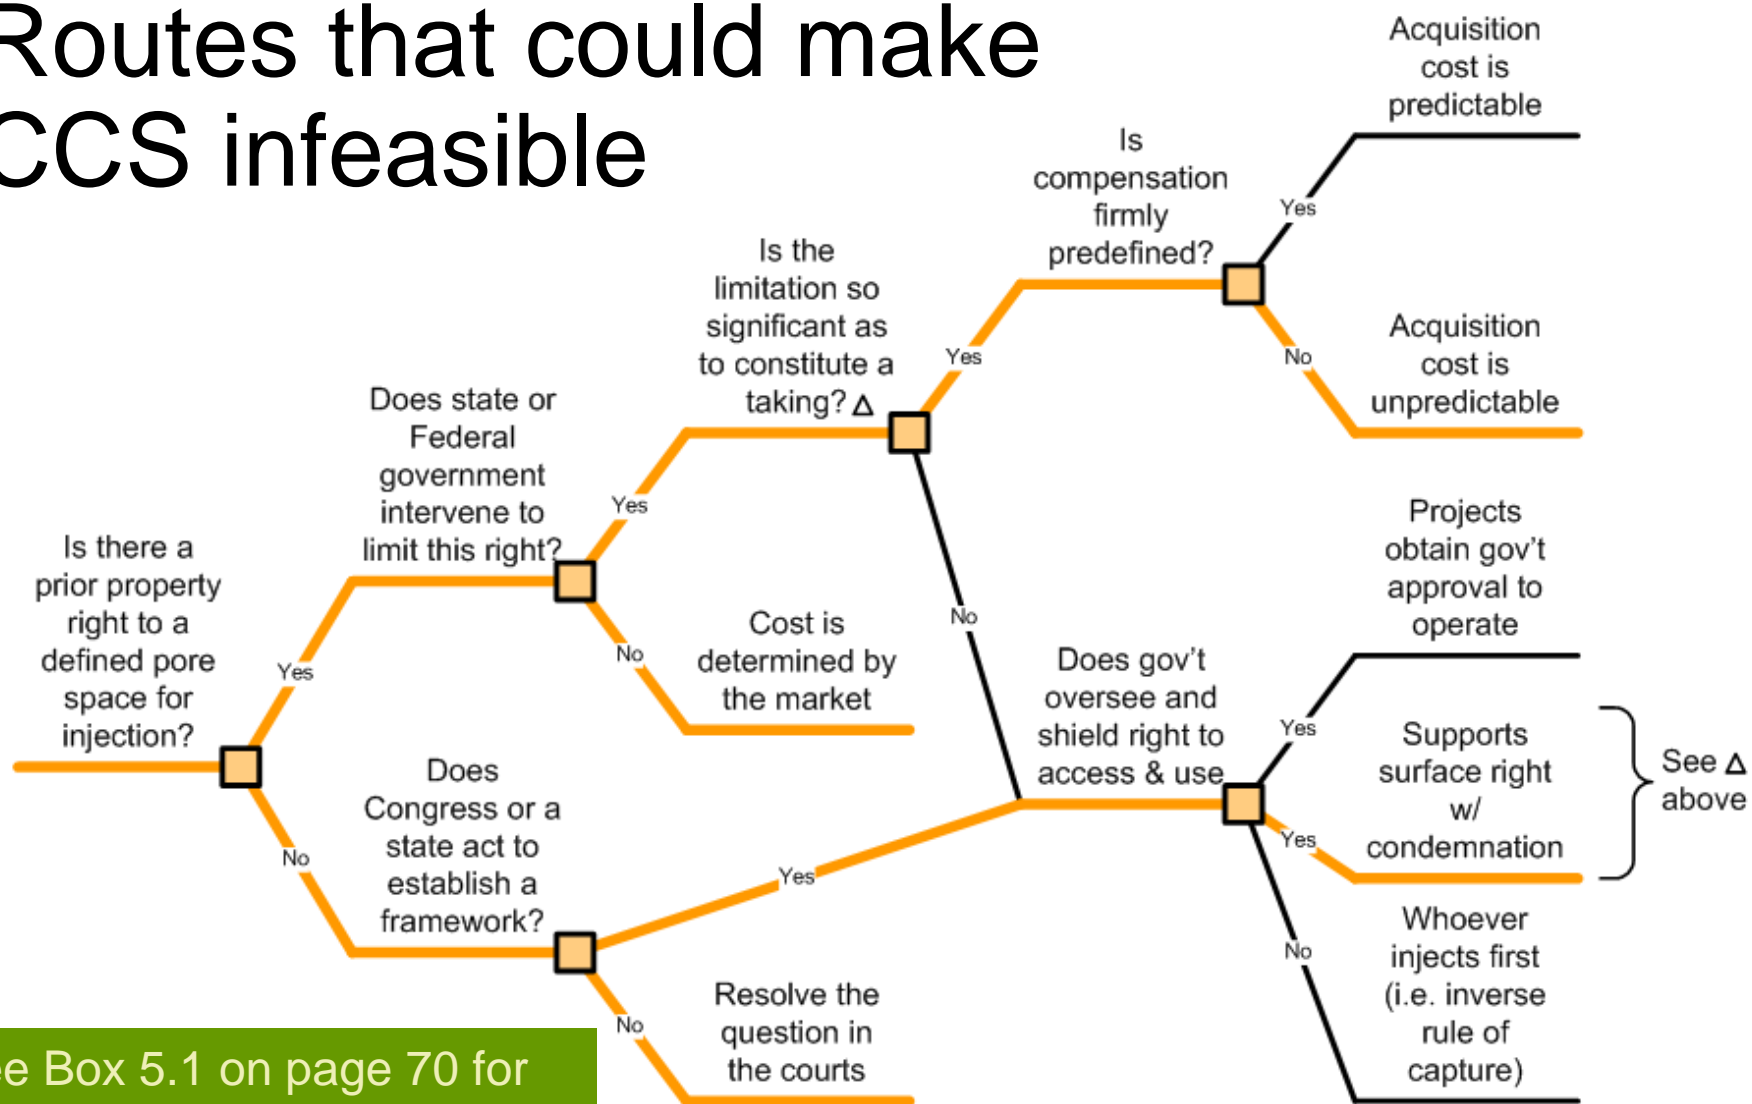 Routes that could make
CCS infeasible
Acquisition
cost is
predictable
Is
compensation
firmly
predefined?
Yes
No
Acquisition
cost is
unpredictable
Is the
limitation so
significant as
to constitute a
taking? Δ
Yes
No
Does state or
Federal
government
intervene to
limit this right?
Yes
No
Cost is
determined by
the market
Is there a
prior property
right to a
defined pore
space for
injection?
Yes
No
Does
Congress or a
state act to
establish a
framework?
Yes
No
Resolve the
question in
the courts
Does gov't
oversee and
shield right to
access & use
Yes
Yes
No
Projects
obtain gov't
approval to
operate
Supports
surface right
w/
condemnation
See Δ
above
Whoever
injects first
(i.e. inverse
rule of
capture)
e Box 5.1 on page 70 for